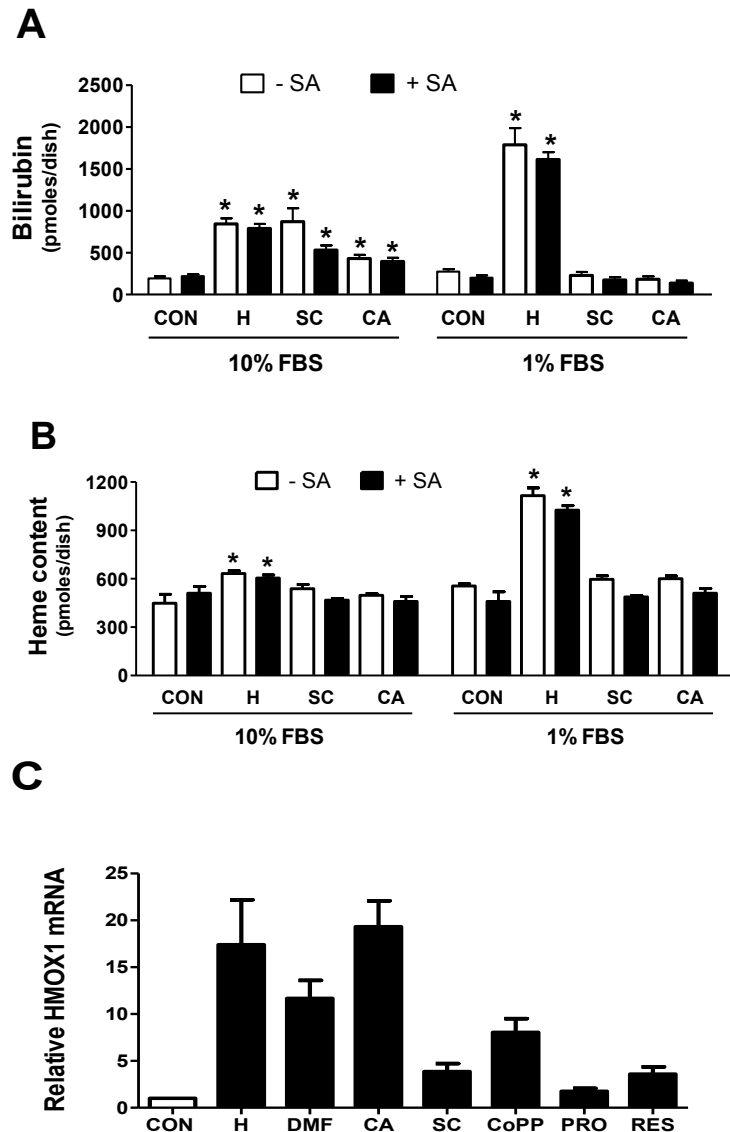 A
- SA + SA
Bilirubin
(pmoles/dish)
2500
2000
1500
1000
500
0
* * * * * * * *
CON H SC CA CON H SC CA
10% FBS 1% FBS
B
- SA + SA
Heme content
(pmoles/dish)
1200
900
600
300
0
* * * *
CON H SC CA CON H SC CA
10% FBS 1% FBS
C
Relative HMOX1 mRNA
25
20
15
10
5
0
CON H DMF CA SC CoPP PRO RES